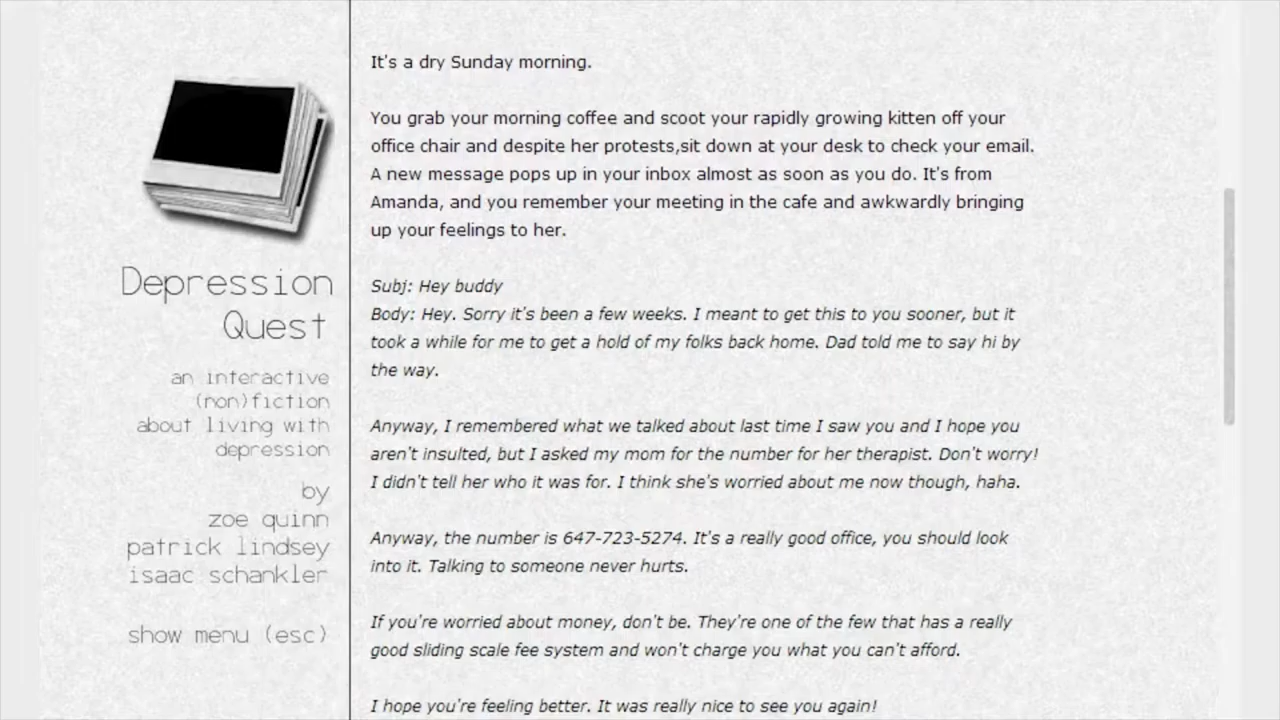 Depression
Quest
an interactive
(non)fiction
about living with
depression
by
zoe quinn
patrick lindsey
isaac schankler
show menu (esc)
It's a dry Sunday morning.
You grab your morning coffee and scoot your rapidly growing kitten off your
office chair and despite her protests,sit down at your desk to check your email.
A new message pops up in your inbox almost as soon as you do. It's from
Amanda, and you remember your meeting in the cafe and awkwardly bringing
up your feelings to her.
Subj: Hey buddy
Body: Hey. Sorry it's been a few weeks. I meant to get this to you sooner, but it
took a while for me to get a hold of my folks back home. Dad told me to say hi by
the way.
Anyway, I remembered what we talked about last time I saw you and I hope you
aren't insulted, but I asked my mom for the number for her therapist. Don't worry!
I didn't tell her who it was for. I think she's worried about me now though, haha.
Anyway, the number is 647-723-5274. It's a really good office, you should look
into it. Talking to someone never hurts.
If you're worried about money, don't be. They're one of the few that has a really
good sliding scale fee system and won't charge you what you can't afford.
I hope you're feeling better. It was really nice to see you again!